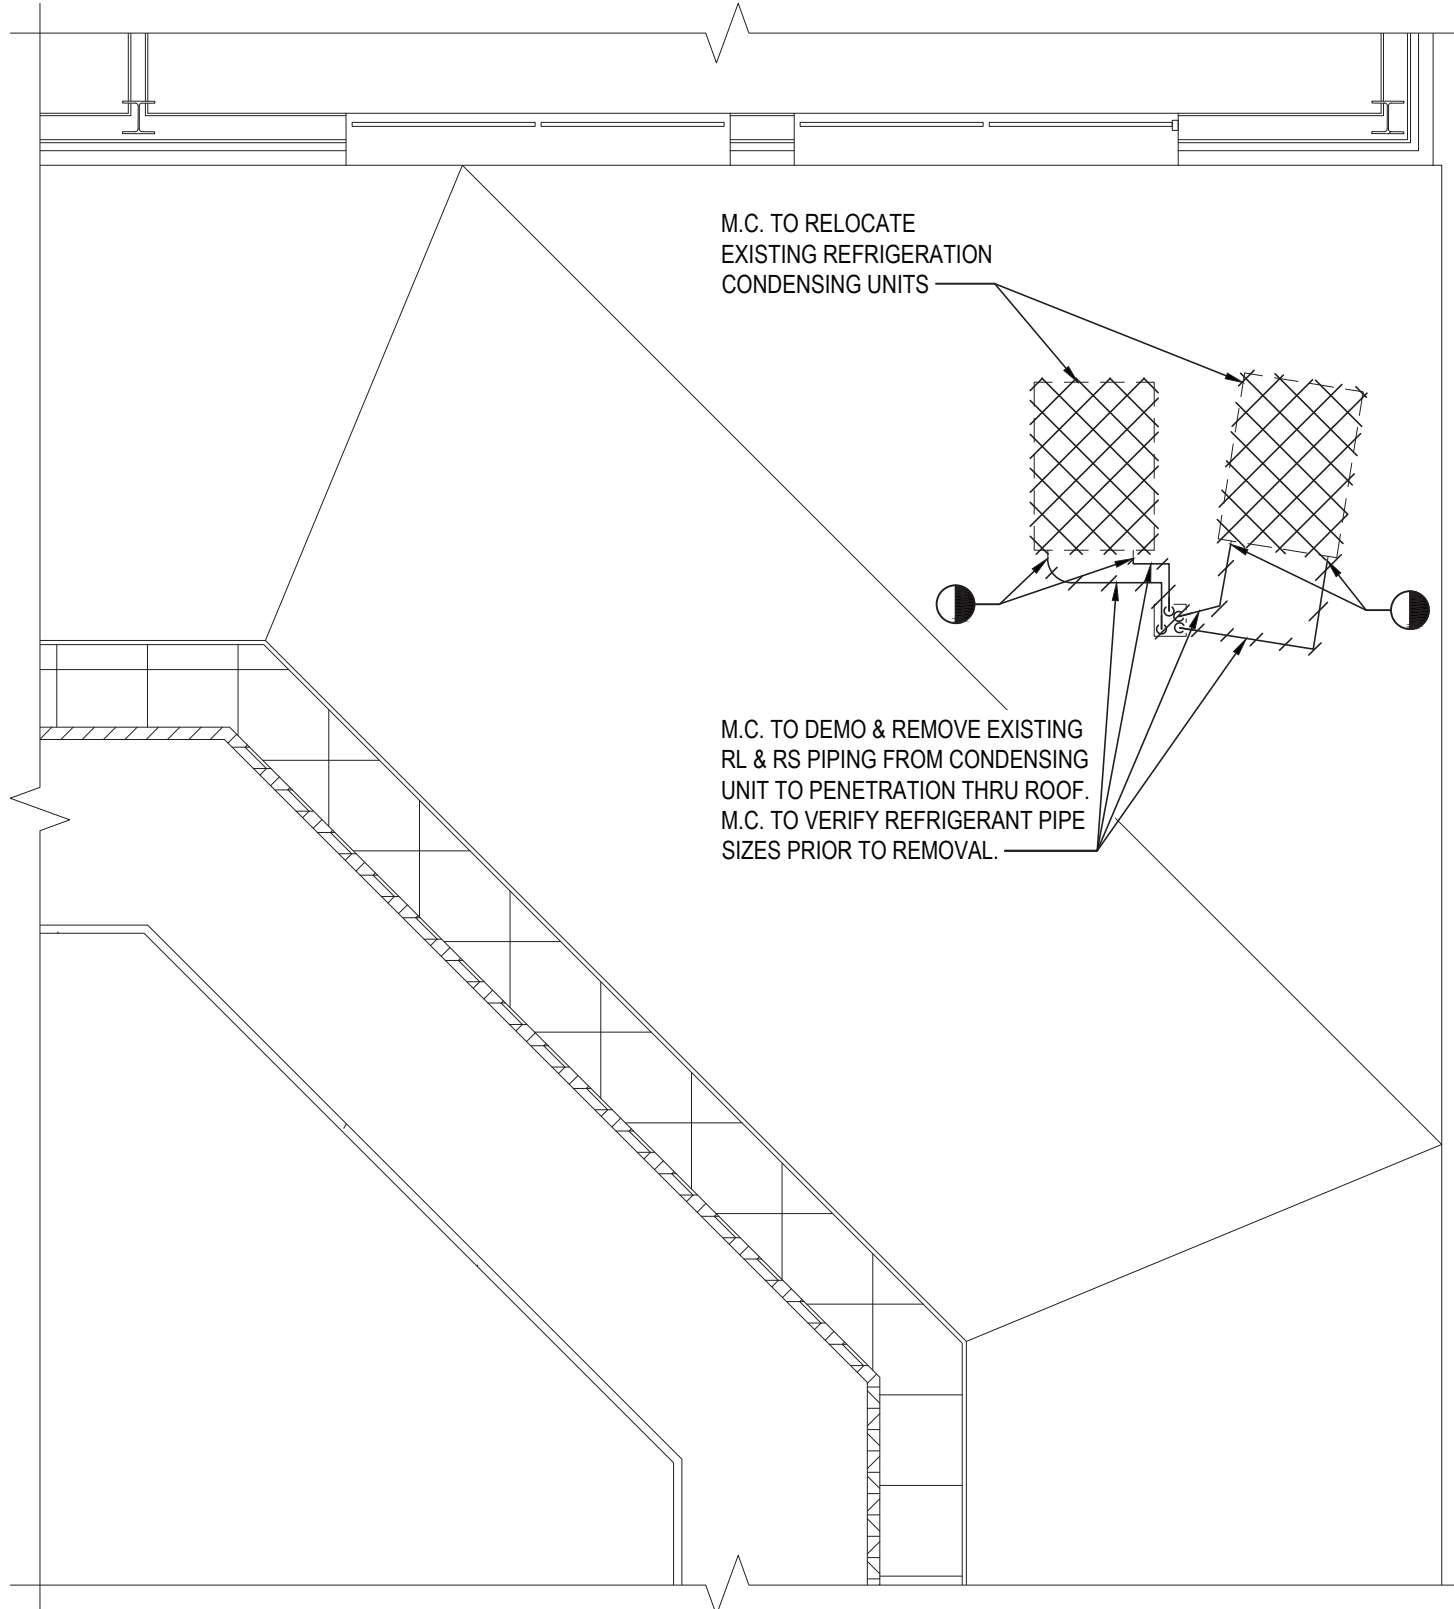 M.C. TO RELOCATE
EXISTING REFRIGERATION
CONDENSING UNITS
M.C. TO DEMO & REMOVE EXISTING
RL & RS PIPING FROM CONDENSING
UNIT TO PENETRATION THRU ROOF.
M.C. TO VERIFY REFRIGERANT PIPE
SIZES PRIOR TO REMOVAL.